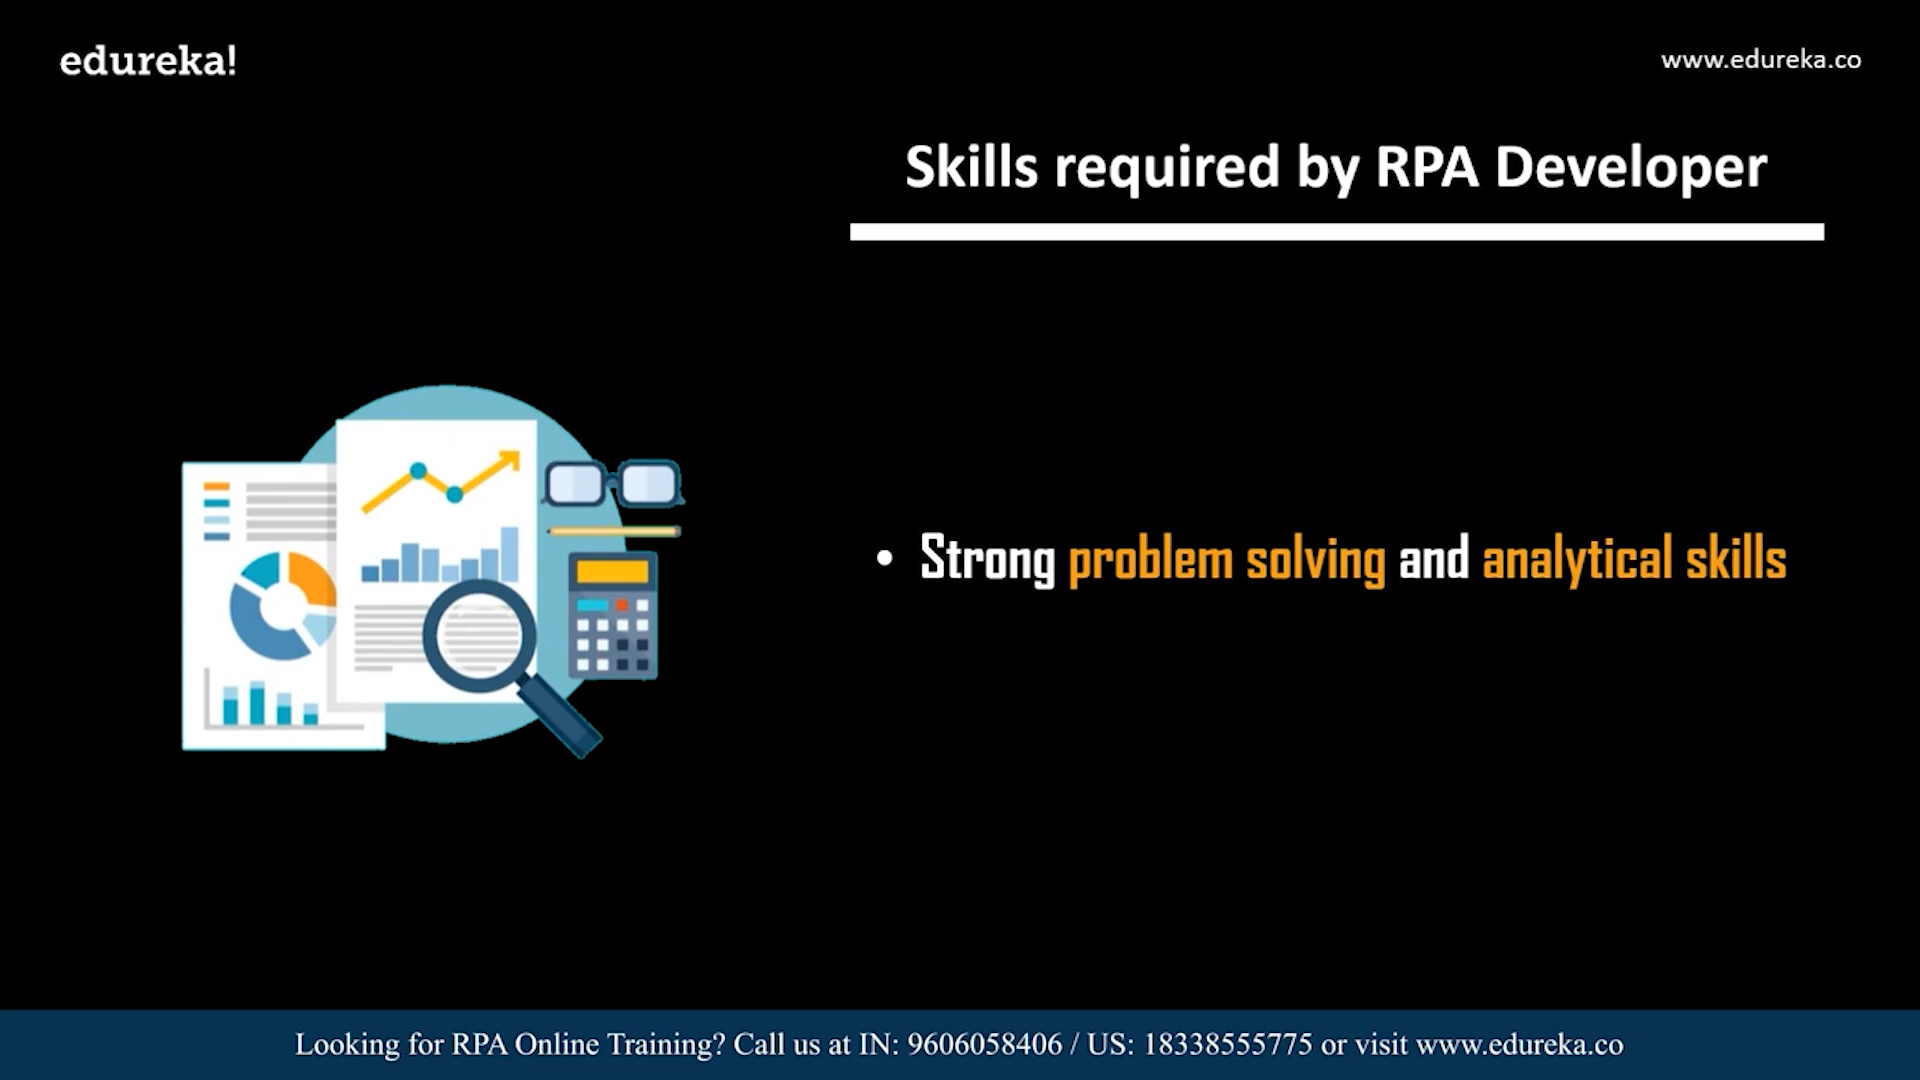 edureka!
www.edureka.co
Skills required by RPA Developer
• Strong problem solving and analytical skills
Looking for RPA Online Training? Call us at IN: 9606058406 / US: 18338555775 or visit www.edureka.co